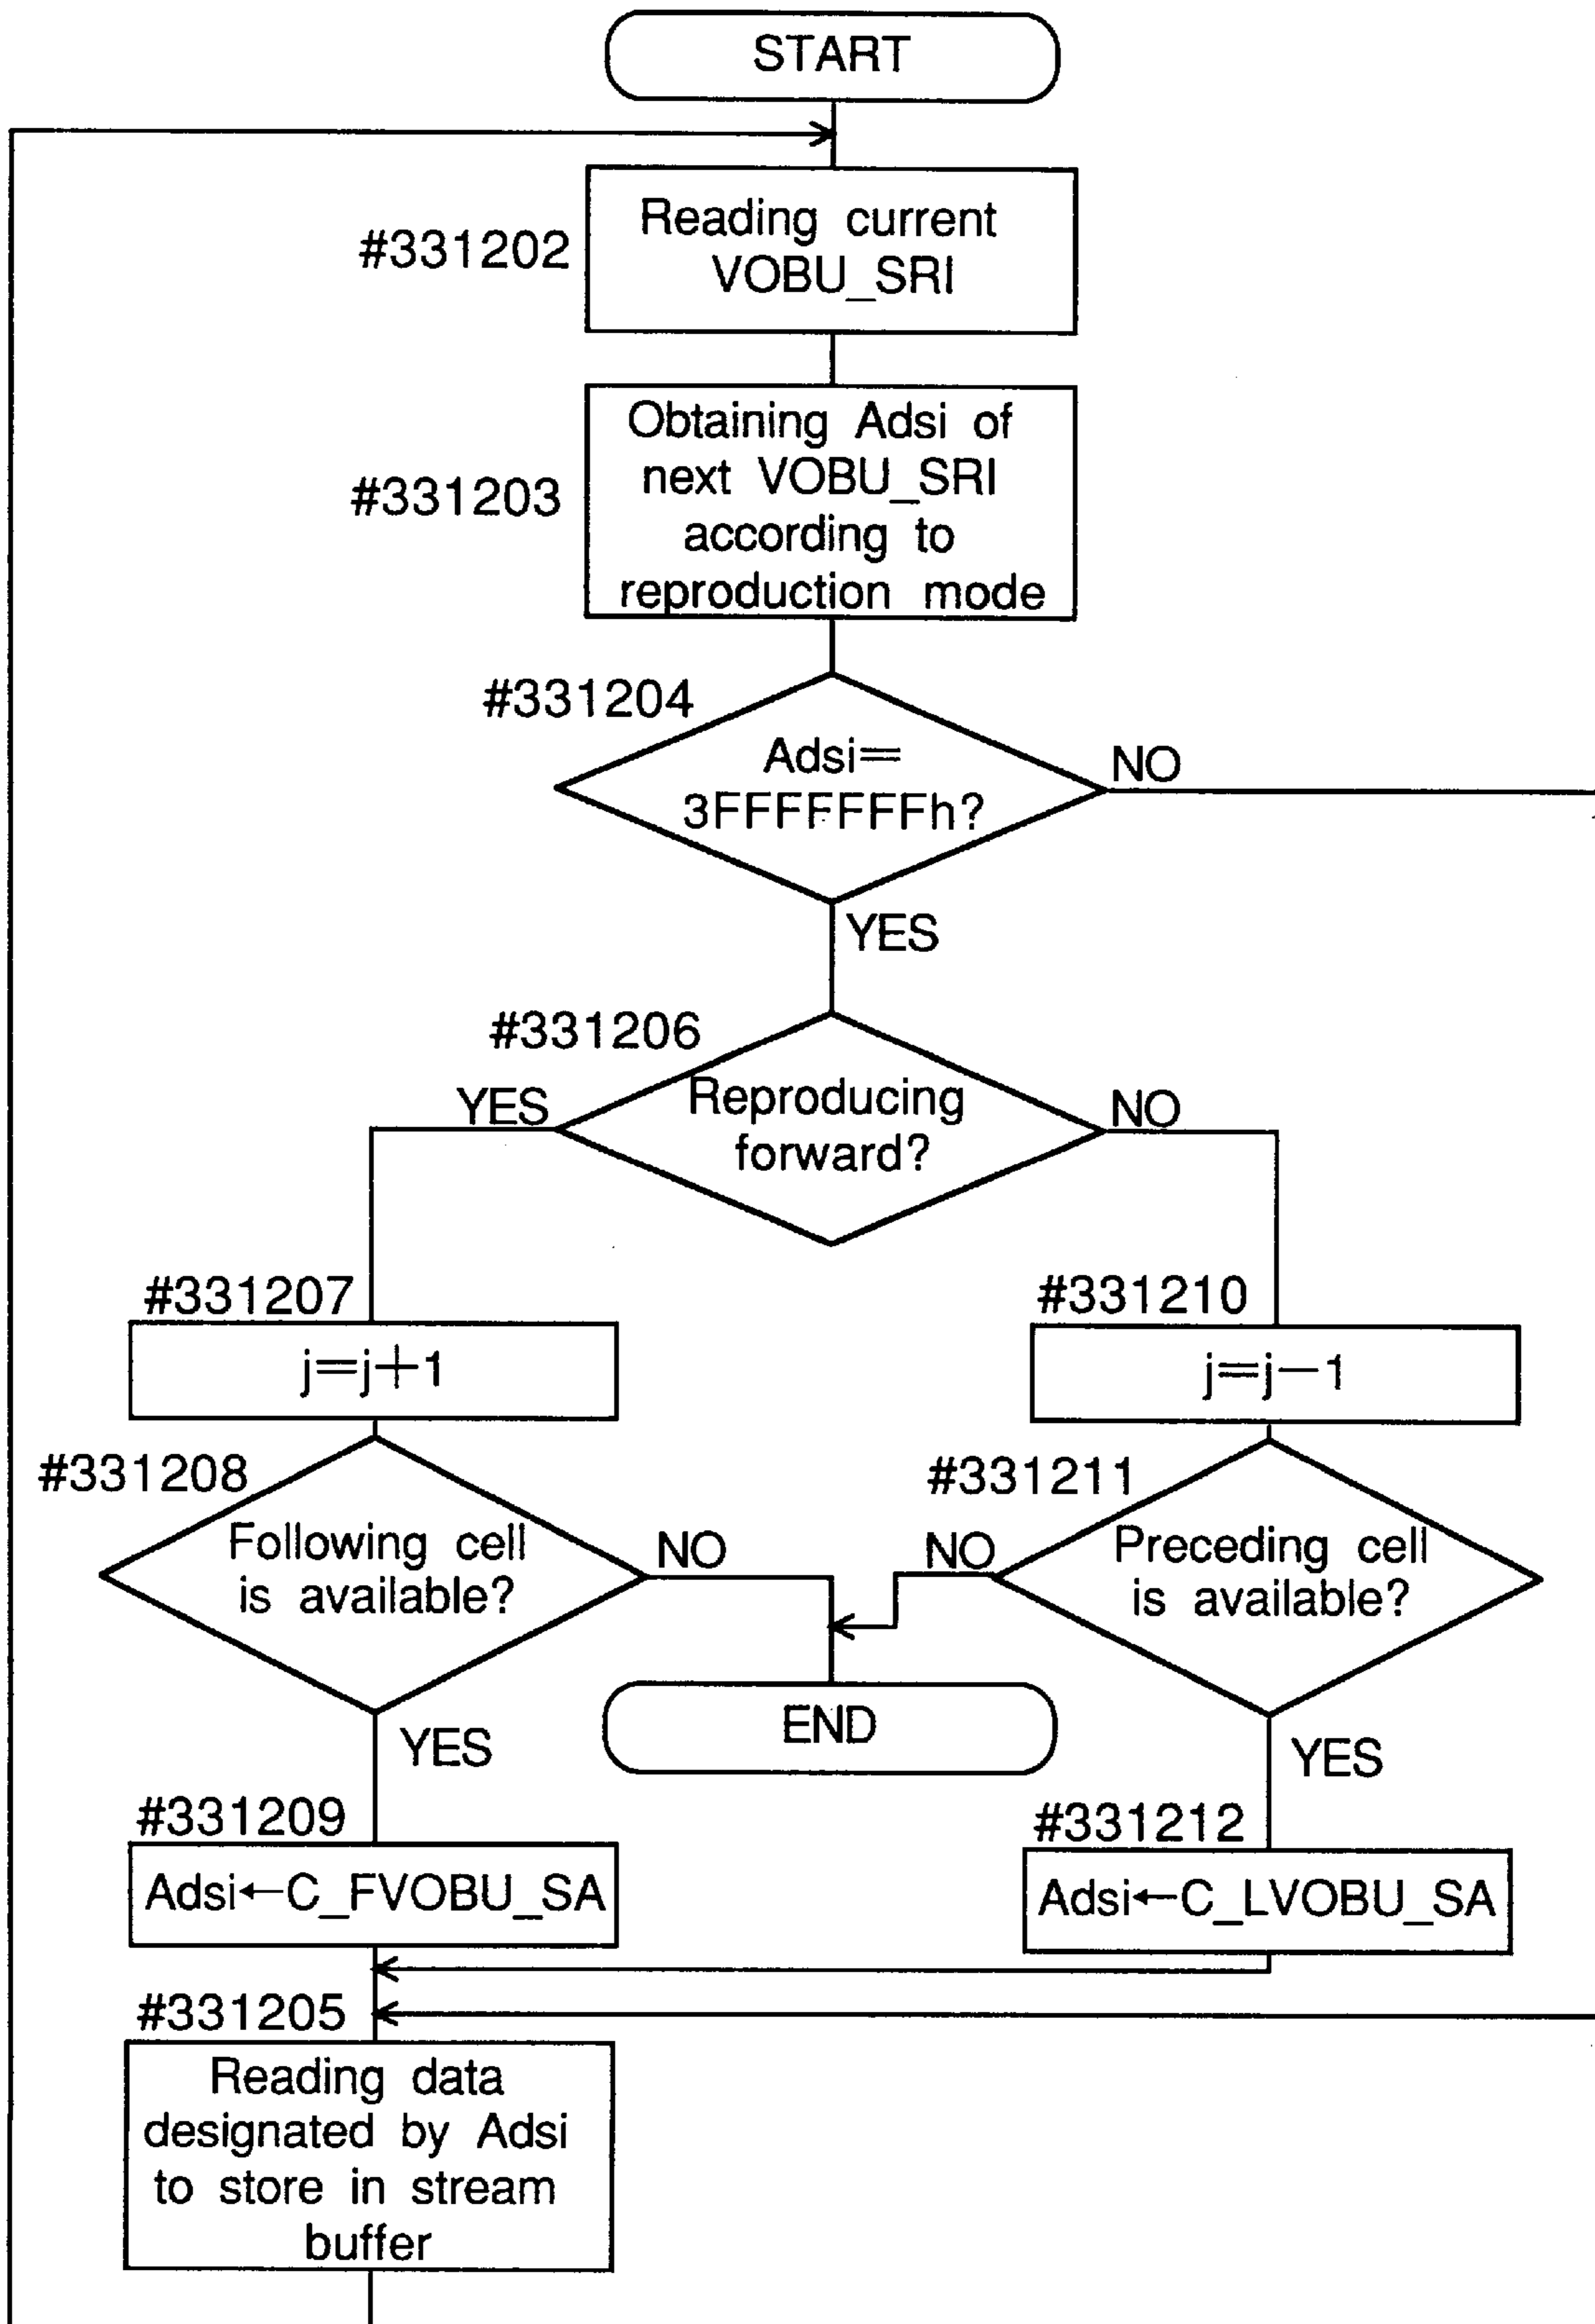 START
#331202
Reading current
VOBU_SRI
#331203
Obtaining Adsi of
next VOBU_SRI
according to
reproduction mode
#331204
Adsi=
3FFFFFFFh?
NO
YES
#331206
YES
Reproducing
forward?
NO
#331207
#331210
j=j+1
j=j-1
#331208
#331211
Following cell
is available?
NO
NO
Preceding cell
is available?
END
YES
YES
#331209
#331212
Adsi←C_FVOBU_SA
Adsi←C_LVOBU_SA
#331205
Reading data
designated by Adsi
to store in stream
buffer